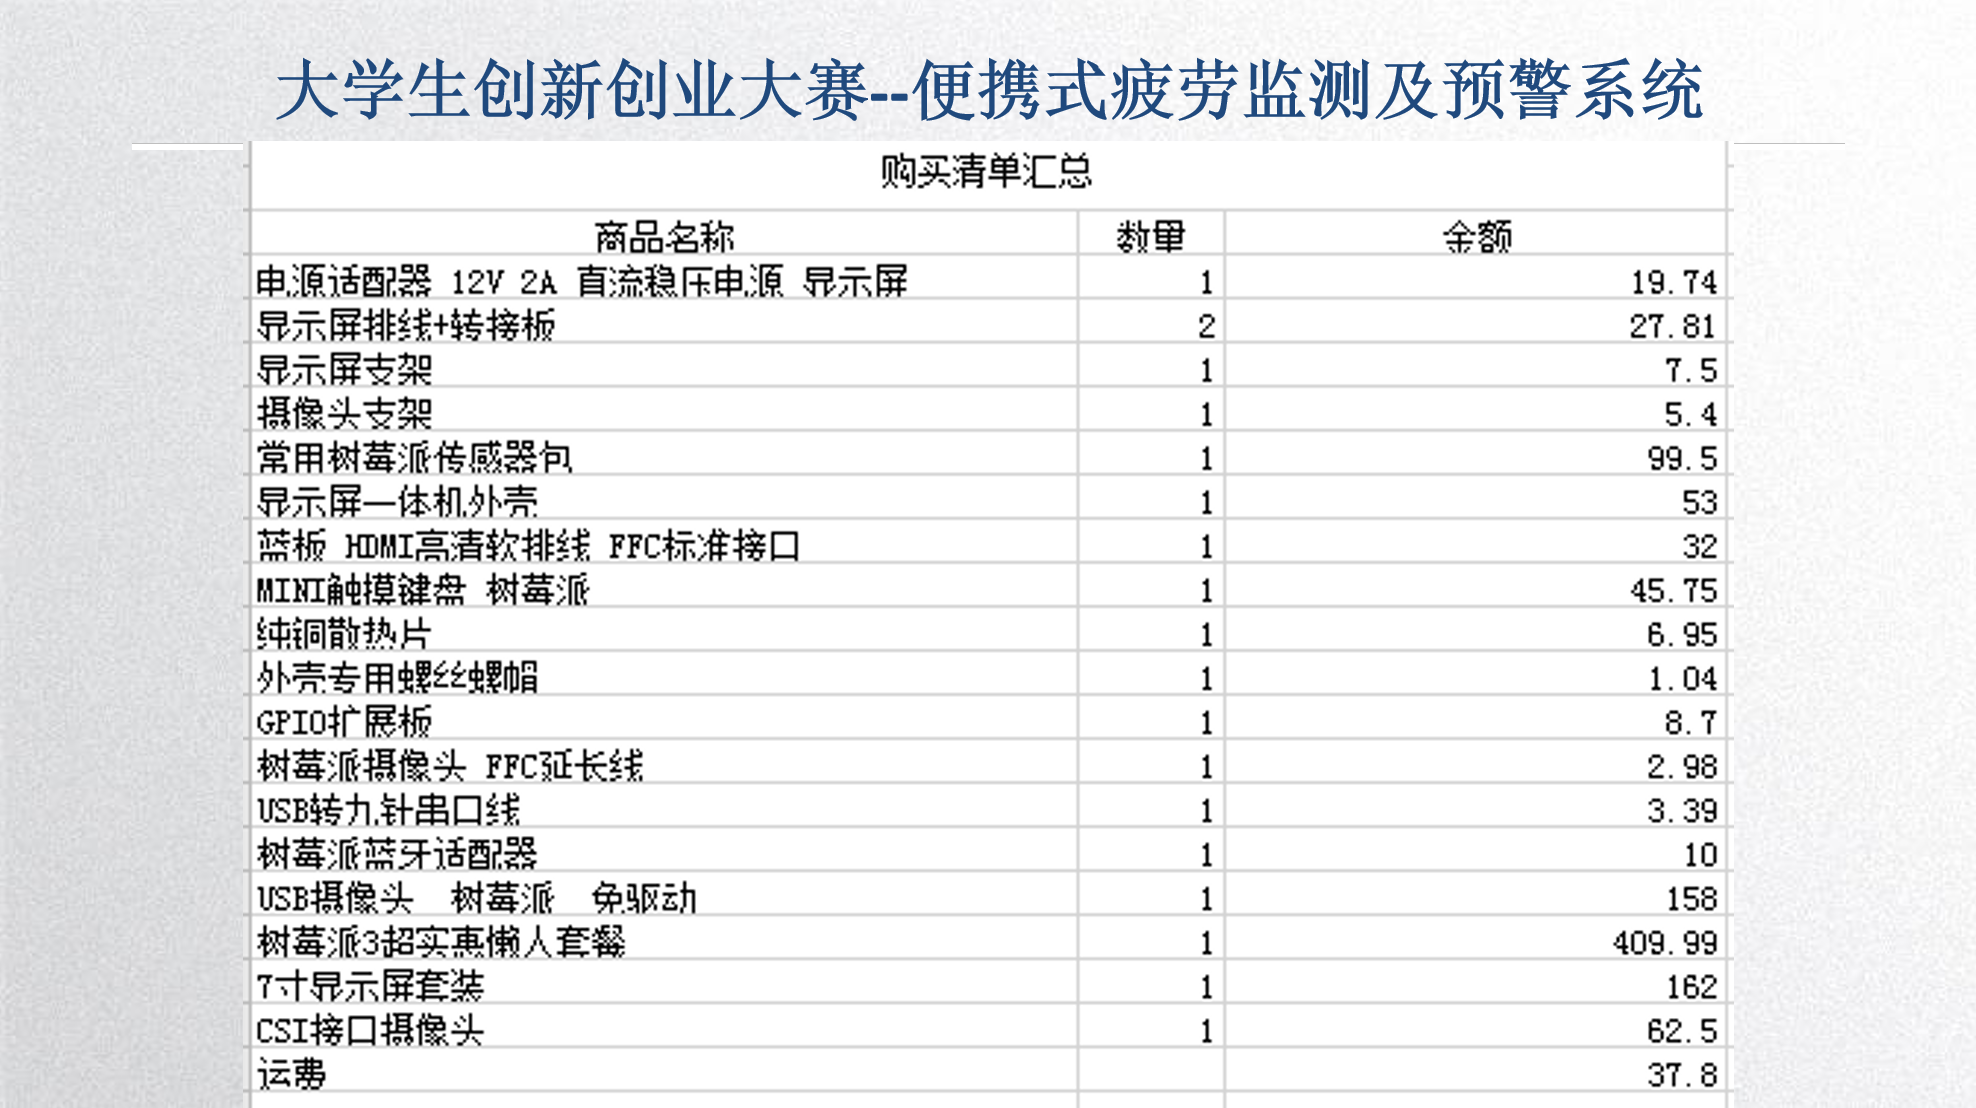 大学生创新创业大赛--便携式疲劳监测及预警系统
购买清单汇总
商品名称 数量 金额
电源适配器 12V 2A 直流稳压电源 显示屏 1 19.74
显示屏排线+转接板 2 27.81
显示屏支架 1 7.5
摄像头支架 1 5.4
常用树莓派传感器包 1 99.5
显示屏一体机外壳 1 53
蓝板 HDMI高清软排线 FFC标准接口 1 32
MINI触摸键盘 树莓派 1 45.75
纯铜散热片 1 6.95
外壳专用螺丝螺帽 1 1.04
GPIO扩展板 1 8.7
树莓派摄像头 FFC延长线 1 2.98
USB转九针串口线 1 3.39
树莓派蓝牙适配器 1 10
USB摄像头 树莓派 免驱动 1 158
树莓派3超实惠懒人套餐 1 409.99
7寸显示屏套装 1 162
CSI接口摄像头 1 62.5
运费 37.8